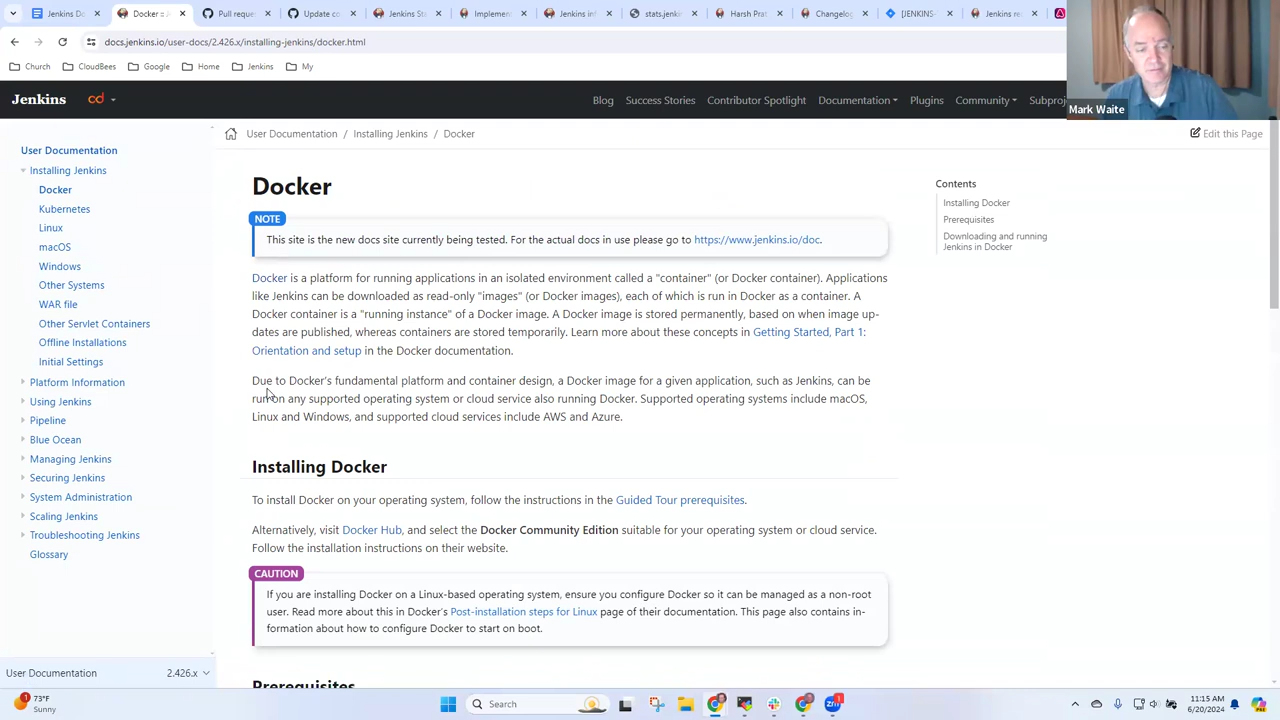 Jenkins Do
Docker :: Je
Pull reque
Update co
Jenkins Sta
Implemen
Jenkins inf
stats.jenkin
Harsh Prat
Changelog
[JENKINS-
Jenkins re
docs.jenkins.io/user-docs/2.426.x/installing-jenkins/docker.html
Church
CloudBees
Google
Home
Jenkins
My
Mark Waite
Jenkins
cd
Blog
Success Stories
Contributor Spotlight
Documentation
Plugins
Community
Subproj
User Documentation / Installing Jenkins / Docker
Edit this Page
User Documentation
Installing Jenkins
Docker
Kubernetes
Linux
macOS
Windows
Other Systems
WAR file
Other Servlet Containers
Offline Installations
Initial Settings
Platform Information
Using Jenkins
Pipeline
Blue Ocean
Managing Jenkins
Securing Jenkins
System Administration
Scaling Jenkins
Troubleshooting Jenkins
Glossary
User Documentation 2.426.x
Docker
NOTE
This site is the new docs site currently being tested. For the actual docs in use please go to https://www.jenkins.io/doc.
Docker is a platform for running applications in an isolated environment called a "container" (or Docker container). Applications
like Jenkins can be downloaded as read-only "images" (or Docker images), each of which is run in Docker as a container. A
Docker container is a "running instance" of a Docker image. A Docker image is stored permanently, based on when image up-
dates are published, whereas containers are stored temporarily. Learn more about these concepts in Getting Started, Part 1:
Orientation and setup in the Docker documentation.
Due to Docker's fundamental platform and container design, a Docker image for a given application, such as Jenkins, can be
run on any supported operating system or cloud service also running Docker. Supported operating systems include macOS,
Linux and Windows, and supported cloud services include AWS and Azure.
Installing Docker
To install Docker on your operating system, follow the instructions in the Guided Tour prerequisites.
Alternatively, visit Docker Hub, and select the Docker Community Edition suitable for your operating system or cloud service.
Follow the installation instructions on their website.
CAUTION
If you are installing Docker on a Linux-based operating system, ensure you configure Docker so it can be managed as a non-root
user. Read more about this in Docker's Post-installation steps for Linux page of their documentation. This page also contains in-
formation about how to configure Docker to start on boot.
Prerequisites
Contents
Installing Docker
Prerequisites
Downloading and running
Jenkins in Docker
73°F
Sunny
Search
11:15 AM
6/20/2024